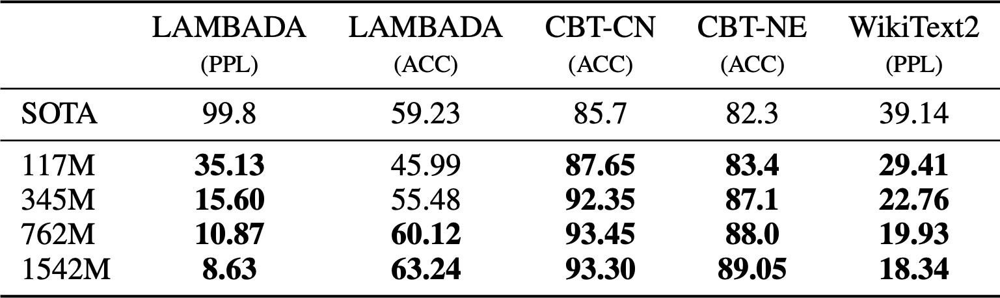 LAMBADA LAMBADA CBT-CN CBT-NE WikiText2
(PPL) (ACC) (ACC) (ACC) (PPL)
SOTA 99.8 59.23 85.7 82.3 39.14
117M 35.13 45.99 87.65 83.4 29.41
345M 15.60 55.48 92.35 87.1 22.76
762M 10.87 60.12 93.45 88.0 19.93
1542M 8.63 63.24 93.30 89.05 18.34